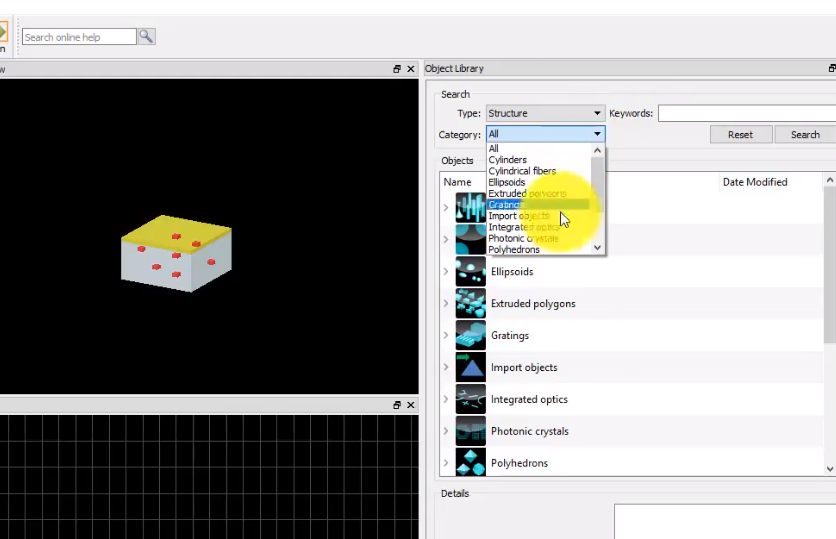 n
Search online help
w
Object Library
Search
Type: Structure Keywords:
Category: All Reset Search
All
Cylinders
Cylindrical fibers
Ellipsoids
Extruded polygons
Gratings
Import objects
Integrated optics
Photonic crystals
Polyhedrons
Objects
Name Date Modified
Ellipsoids
Extruded polygons
Gratings
Import objects
Integrated optics
Photonic crystals
Polyhedrons
Details